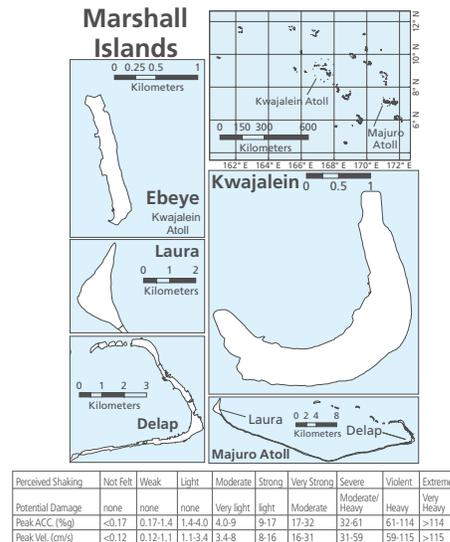 Marshall
Islands
0 0.25 0.5 1
Kilometers
Ebeye
Kwajalein
Atoll
Laura
0 1 2
Kilometers
0 1 2 3
Kilometers
Delap
12° N
10° N
8° N
6° N
Kwajalein Atoll
0 150 300 600
Kilometers
Majuro
Atoll
162° E 164° E 166° E 168° E 170° E 172° E
Kwajalein
0 0.5 1
Laura
0 2 4 8
Kilometers
Delap
Majuro Atoll
Perceived Shaking Not Felt Weak Light Moderate Strong Very Strong Severe Violent Extreme
Potential Damage none none none Very light light Moderate Moderate/ Heavy Heavy Very Heavy
Peak ACC. (%g) <0.17 0.17-1.4 1.4-4.0 4.0-9 9-17 17-32 32-61 61-114 >114
Peak Vel. (cm/s) <0.12 0.12-1.1 1.1-3.4 3.4-8 8-16 16-31 31-59 59-115 >115